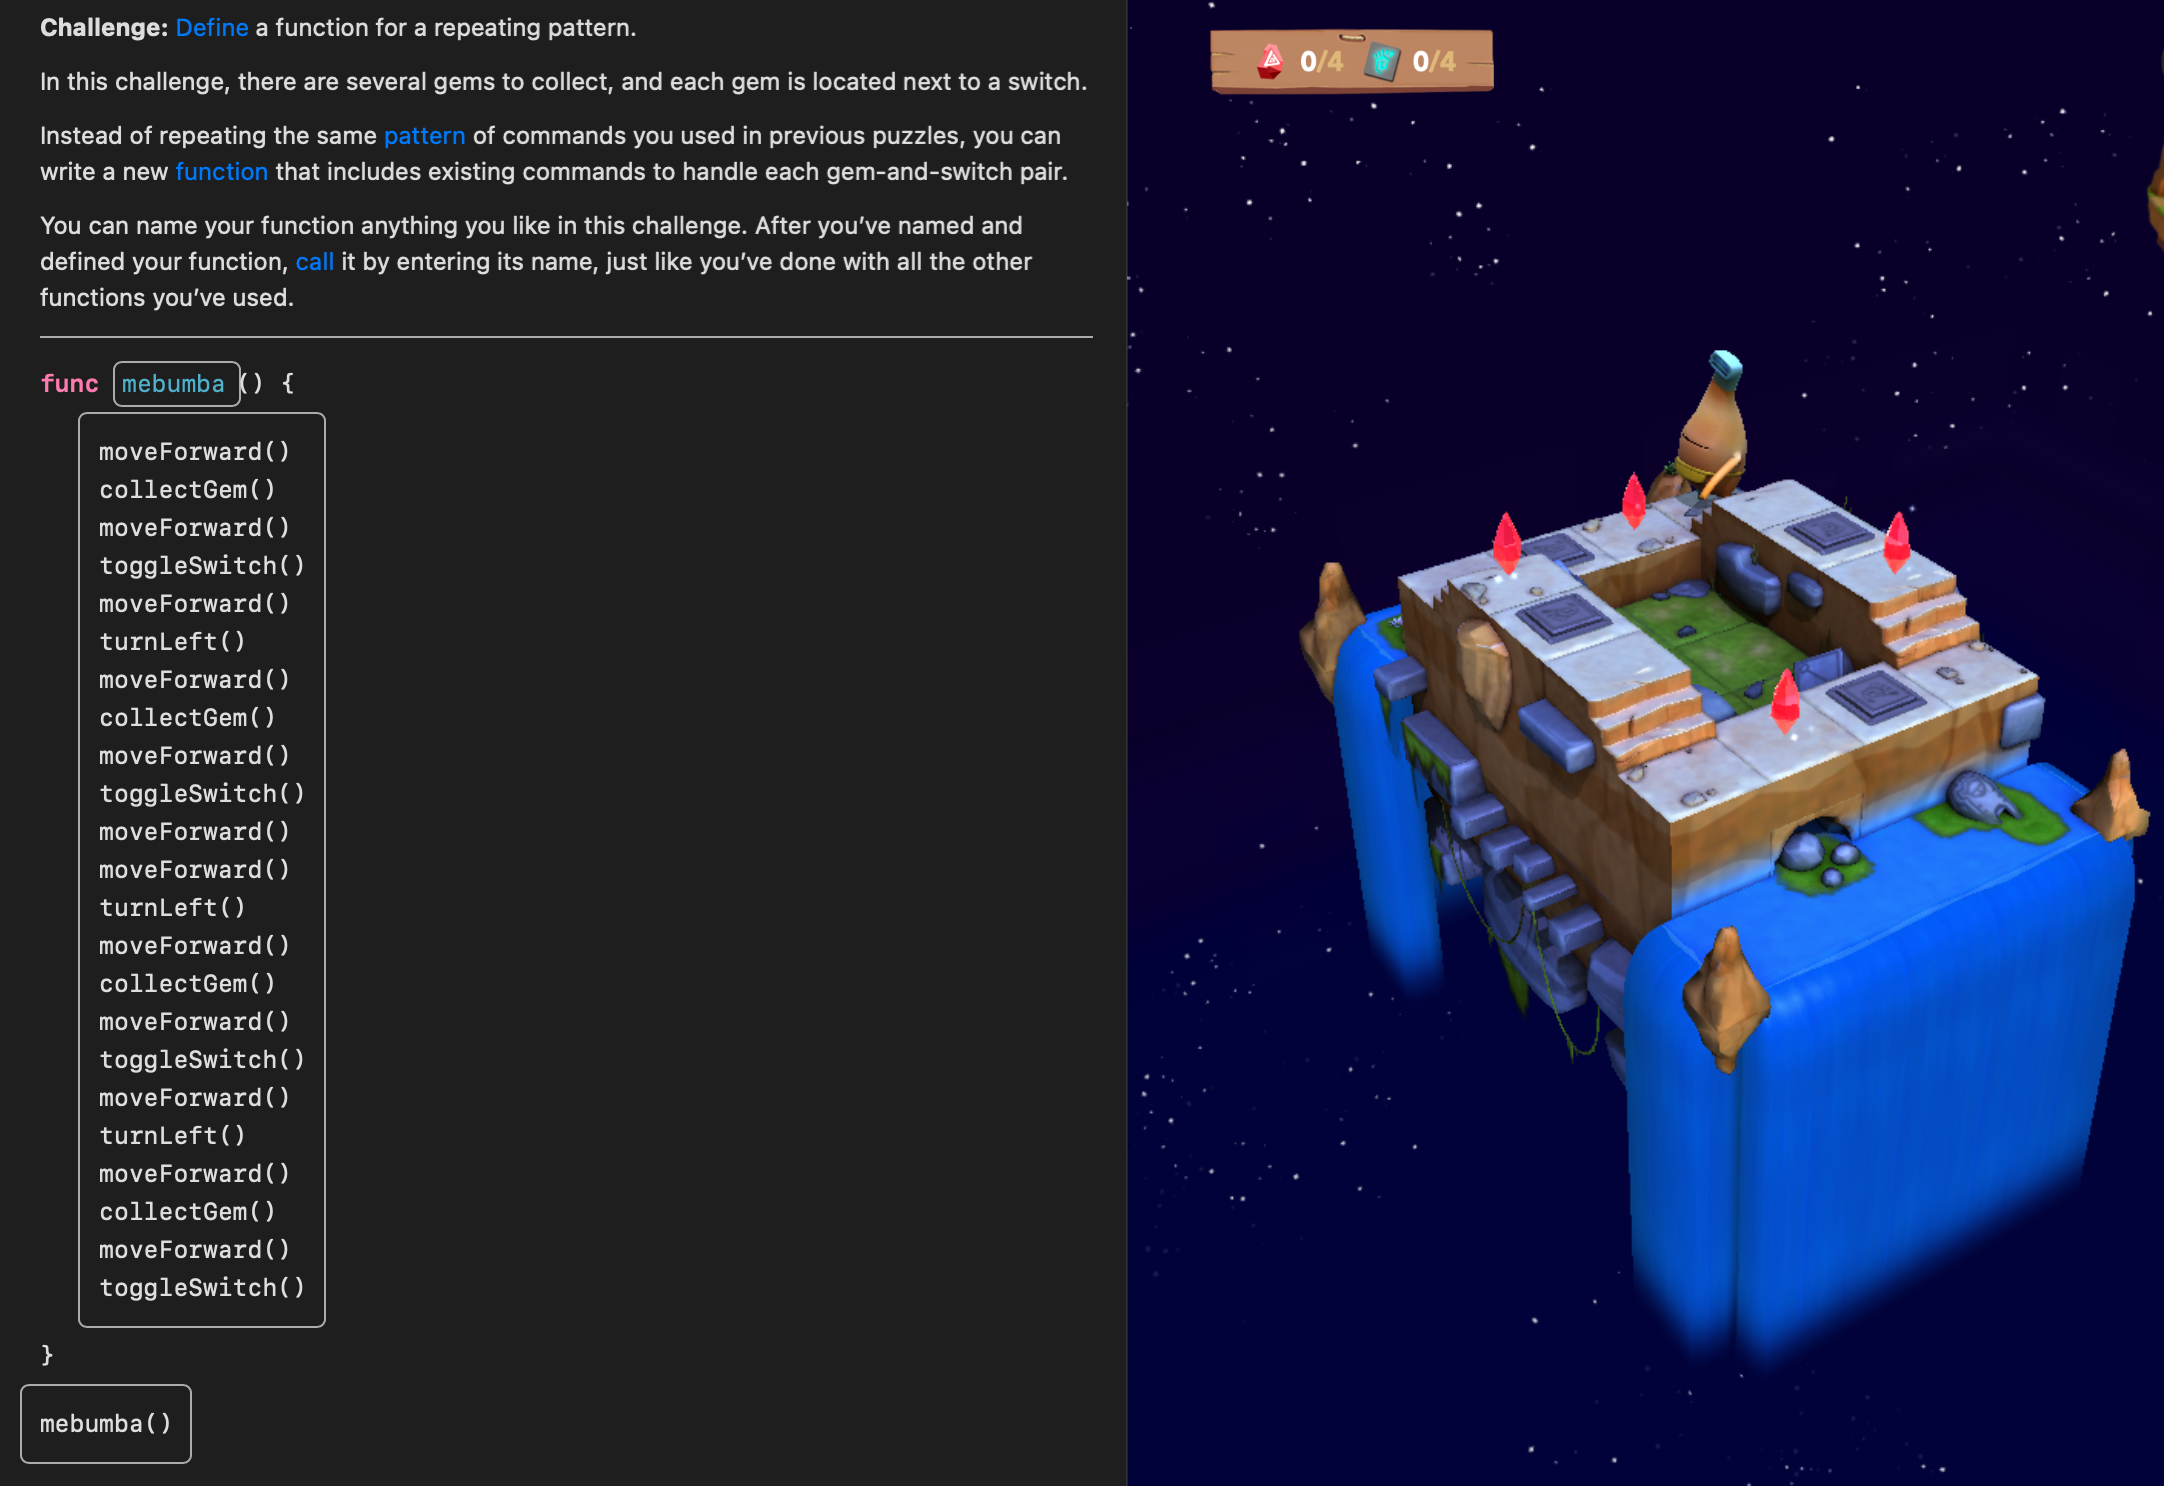 Challenge: Define a function for a repeating pattern.
In this challenge, there are several gems to collect, and each gem is located next to a switch.
Instead of repeating the same pattern of commands you used in previous puzzles, you can
write a new function that includes existing commands to handle each gem-and-switch pair.
You can name your function anything you like in this challenge. After you’ve named and
defined your function, call it by entering its name, just like you’ve done with all the other
functions you’ve used.
func mebumba () {
moveForward()
collectGem()
moveForward()
toggleSwitch()
moveForward()
turnLeft()
moveForward()
collectGem()
moveForward()
toggleSwitch()
moveForward()
moveForward()
turnLeft()
moveForward()
collectGem()
moveForward()
toggleSwitch()
moveForward()
turnLeft()
moveForward()
collectGem()
moveForward()
toggleSwitch()
}
mebumba()
0/4 0/4